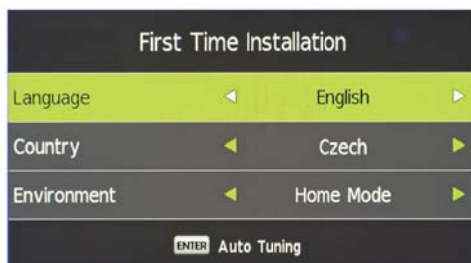 First Time Installation
Language English
Country Czech
Environment Home Mode
ENTER Auto Tuning